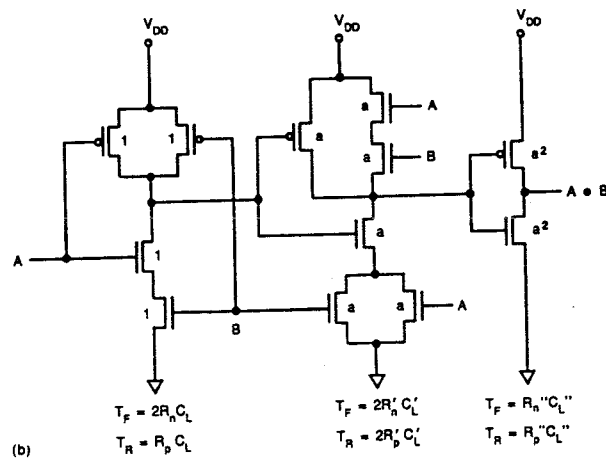 V_DD
V_DD
V_DD
1
1
a
a
A
a
B
a²
A • B
a
a²
A
1
1
B
a
a
A
T_F = 2R_n C_L
T_R = R_p C_L
T_F = 2R_n' C_L'
T_R = 2R_p' C_L'
T_F = R_n'' C_L''
T_R = R_p'' C_L''
(b)